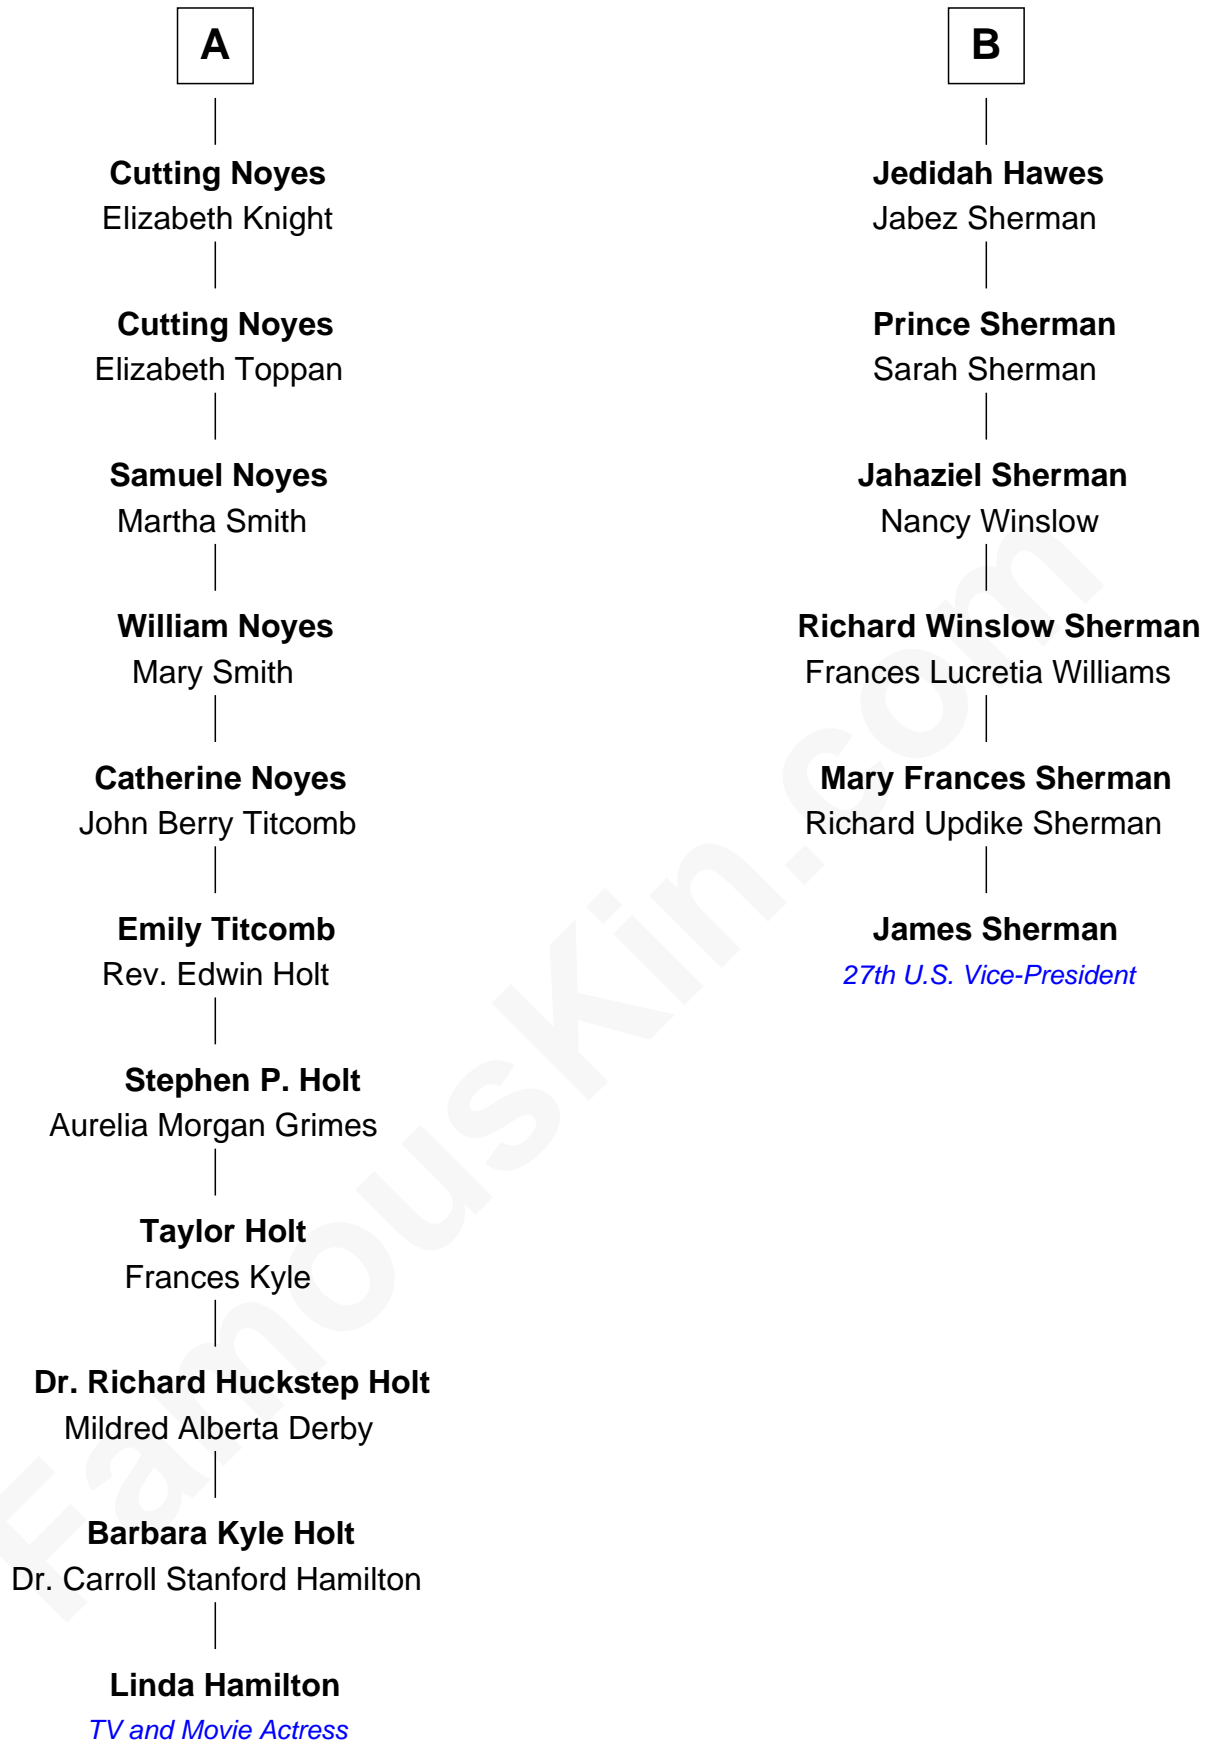 A
Cutting Noyes
Elizabeth Knight
Cutting Noyes
Elizabeth Toppan
Samuel Noyes
Martha Smith
William Noyes
Mary Smith
Catherine Noyes
John Berry Titcomb
Emily Titcomb
Rev. Edwin Holt
Stephen P. Holt
Aurelia Morgan Grimes
Taylor Holt
Frances Kyle
Dr. Richard Huckstep Holt
Mildred Alberta Derby
Barbara Kyle Holt
Dr. Carroll Stanford Hamilton
Linda Hamilton
TV and Movie Actress
B
Jedidah Hawes
Jabez Sherman
Prince Sherman
Sarah Sherman
Jahaziel Sherman
Nancy Winslow
Richard Winslow Sherman
Frances Lucretia Williams
Mary Frances Sherman
Richard Updike Sherman
James Sherman
27th U.S. Vice-President
FamousKin.com